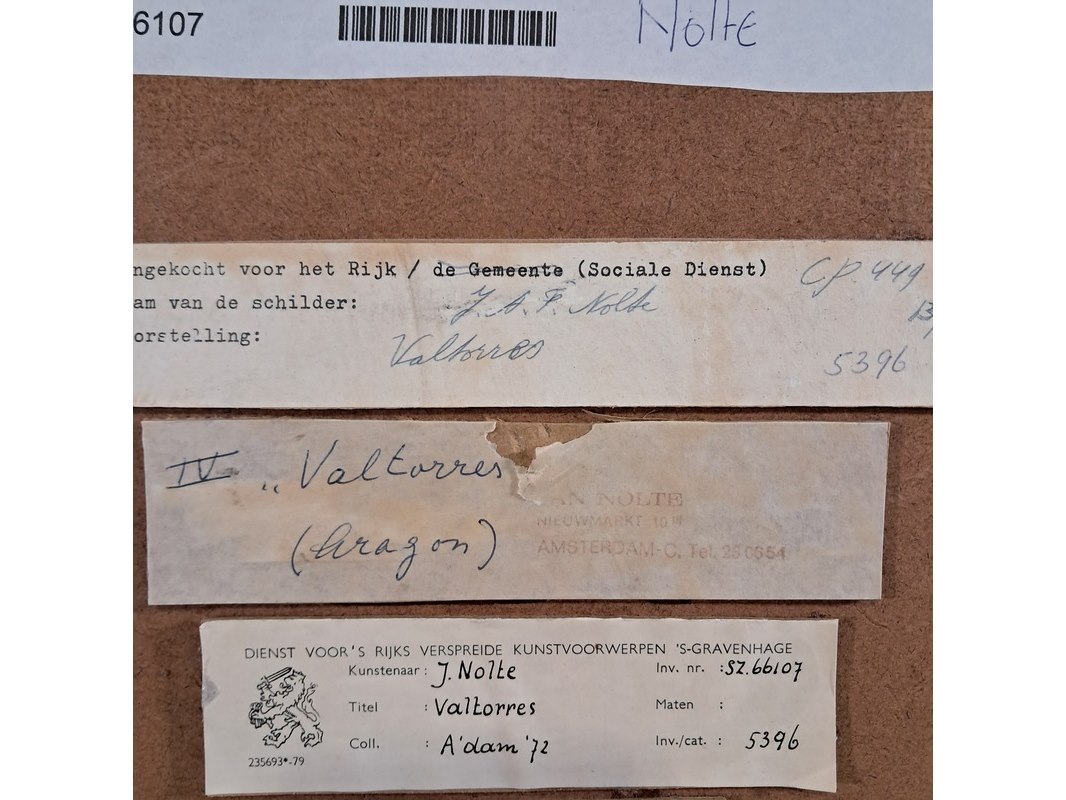 6107 Nolte
ngekocht voor het Rijk / de Gemeente (Sociale Dienst) CP. 449
am van de schilder: J. A. F. Nolte
orstelling: Valtorres 5396
IV „Valtorres
(Aragon)
AN NOLTE
NIEUWMARKT 10 III
AMSTERDAM-C. Tel.
DIENST VOOR 'S RIJKS VERSPREIDE KUNSTVOORWERPEN 'S-GRAVENHAGE
Kunstenaar : J. Nolte Inv. nr. : SZ.66107
Titel : Valtorres Maten :
Coll. : A'dam '72 Inv./cat. : 5396
235693*-79